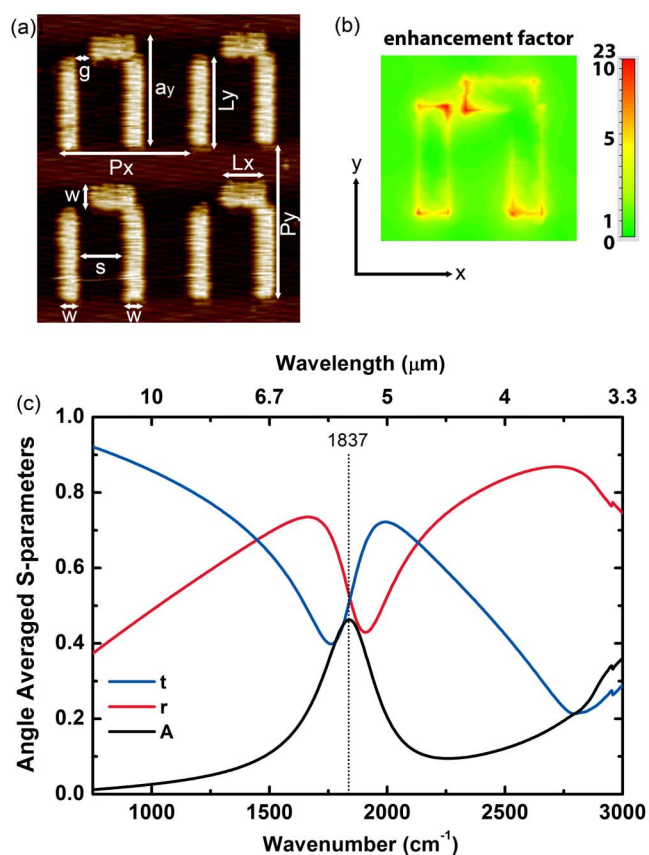 (a)
g
ay
Ly
Px
Lx
w
Py
s
w
w
(b)
enhancement factor
23
10
5
1
0
y
x
Wavelength (μm)
10 6.7 5 4 3.3
(c)
1.0
0.8
0.6
0.4
0.2
0.0
1837
Angle Averaged S-parameters
t
r
A
1000 1500 2000 2500 3000
Wavenumber (cm⁻¹)